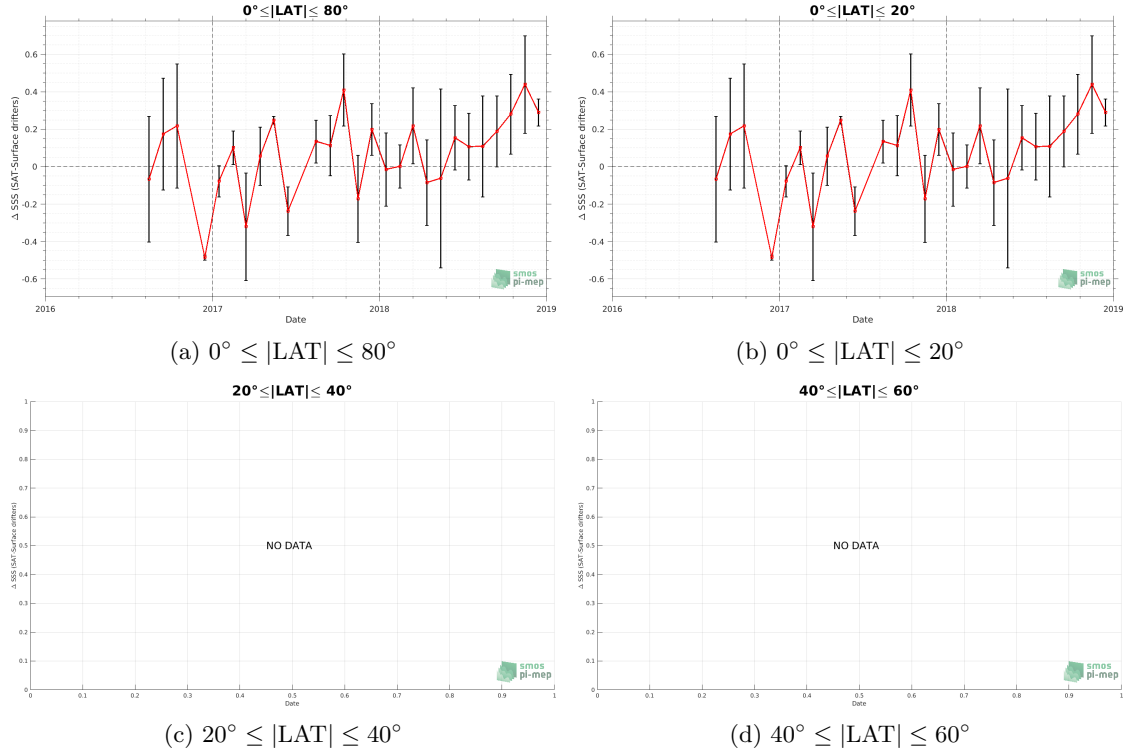 0°≤|LAT|≤ 80°
Δ SSS (SAT-Surface drifters)
0.6
0.4
0.2
0
-0.2
-0.4
-0.6
2016 2017 2018 2019
Date
smos
pi-mep
(a) 0° ≤ |LAT| ≤ 80°
0°≤|LAT|≤ 20°
Δ SSS (SAT-Surface drifters)
0.6
0.4
0.2
0
-0.2
-0.4
-0.6
2016 2017 2018 2019
Date
smos
pi-mep
(b) 0° ≤ |LAT| ≤ 20°
20°≤|LAT|≤ 40°
Δ SSS (SAT-Surface drifters)
1
0.9
0.8
0.7
0.6
0.5
0.4
0.3
0.2
0.1
0
NO DATA
0 0.1 0.2 0.3 0.4 0.5 0.6 0.7 0.8 0.9 1
Date
smos
pi-mep
(c) 20° ≤ |LAT| ≤ 40°
40°≤|LAT|≤ 60°
Δ SSS (SAT-Surface drifters)
1
0.9
0.8
0.7
0.6
0.5
0.4
0.3
0.2
0.1
0
NO DATA
0 0.1 0.2 0.3 0.4 0.5 0.6 0.7 0.8 0.9 1
Date
smos
pi-mep
(d) 40° ≤ |LAT| ≤ 60°